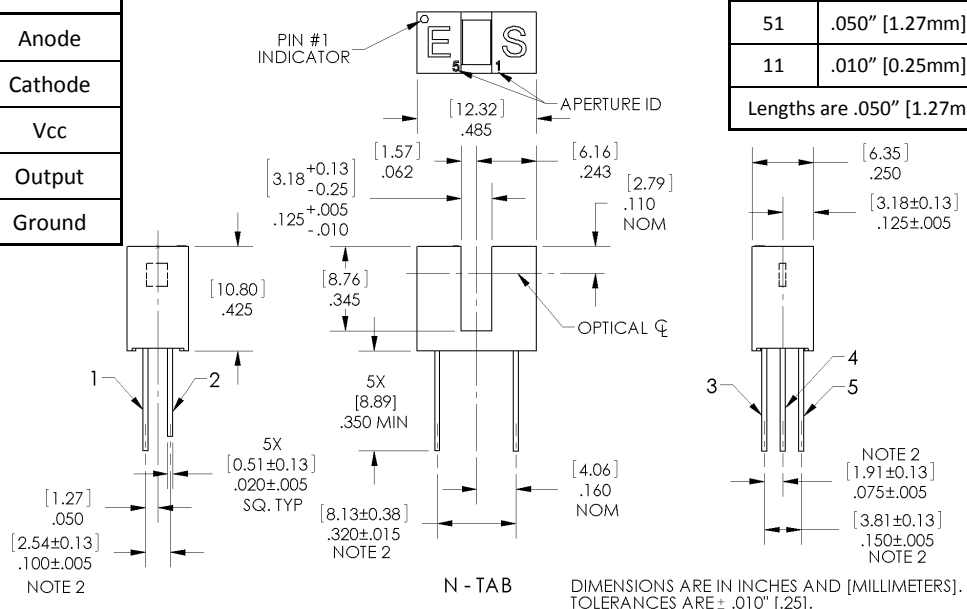 Anode
Cathode
Vcc
Output
Ground
PIN #1
INDICATOR
E
S
5
1
APERTURE ID
51 .050” [1.27mm]
11 .010” [0.25mm]
Lengths are .050” [1.27m
[12.32]
.485
[1.57]
.062
[6.16]
.243
[3.18 +0.13 -0.25]
.125 +.005 -.010
[2.79]
.110
NOM
[6.35]
.250
[3.18±0.13]
.125±.005
[10.80]
.425
[8.76]
.345
OPTICAL ℄
1
2
5X
[8.89]
.350 MIN
3
4
5
5X
[0.51±0.13]
.020±.005
SQ. TYP
[1.27]
.050
[2.54±0.13]
.100±.005
NOTE 2
[8.13±0.38]
.320±.015
NOTE 2
[4.06]
.160
NOM
NOTE 2
[1.91±0.13]
.075±.005
[3.81±0.13]
.150±.005
NOTE 2
N - TAB
DIMENSIONS ARE IN INCHES AND [MILLIMETERS].
TOLERANCES ARE ± .010" [.25].